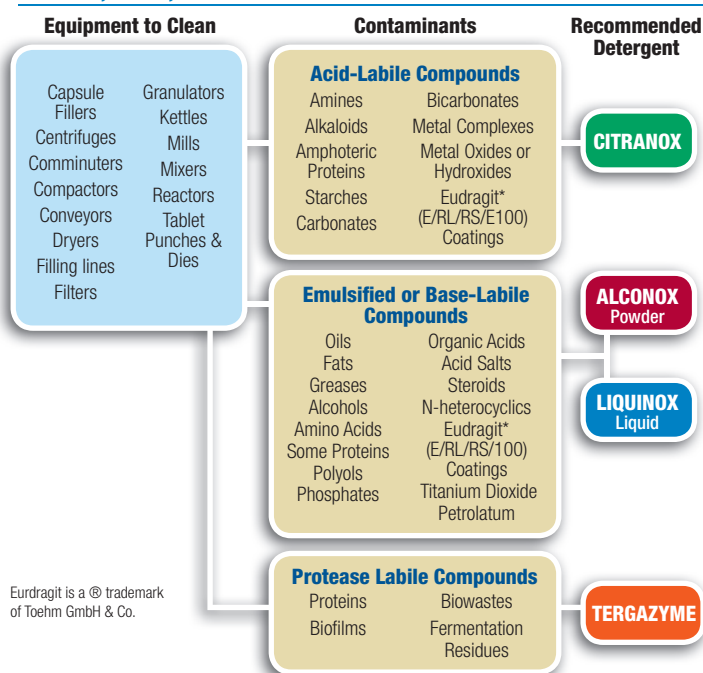 Equipment to Clean
Contaminants
Recommended
Detergent
Capsule
Fillers
Centrifuges
Comminuters
Compactors
Conveyors
Dryers
Filling lines
Filters
Granulators
Kettles
Mills
Mixers
Reactors
Tablet
Punches &
Dies
Acid-Labile Compounds
Amines
Alkaloids
Amphoteric
Proteins
Starches
Carbonates
Bicarbonates
Metal Complexes
Metal Oxides or
Hydroxides
Eudragit*
(E/RL/RS/E100)
Coatings
CITRANOX
Emulsified or Base-Labile
Compounds
Oils
Fats
Greases
Alcohols
Amino Acids
Some Proteins
Polyols
Phosphates
Organic Acids
Acid Salts
Steroids
N-heterocyclics
Eudragit*
(E/RL/RS/100)
Coatings
Titanium Dioxide
Petrolatum
ALCONOX
Powder
LIQUINOX
Liquid
Protease Labile Compounds
Proteins
Biofilms
Biowastes
Fermentation
Residues
TERGAZYME
Eurdragit is a ® trademark
of Toehm GmbH & Co.